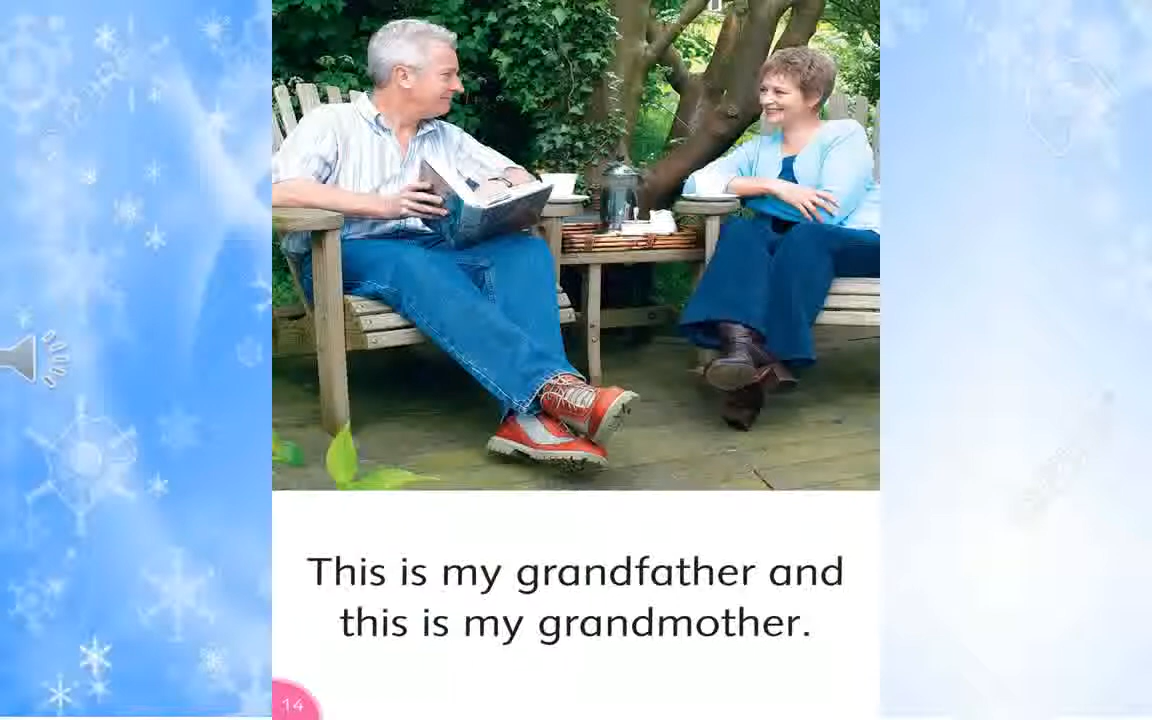 This is my grandfather and
this is my grandmother.
14